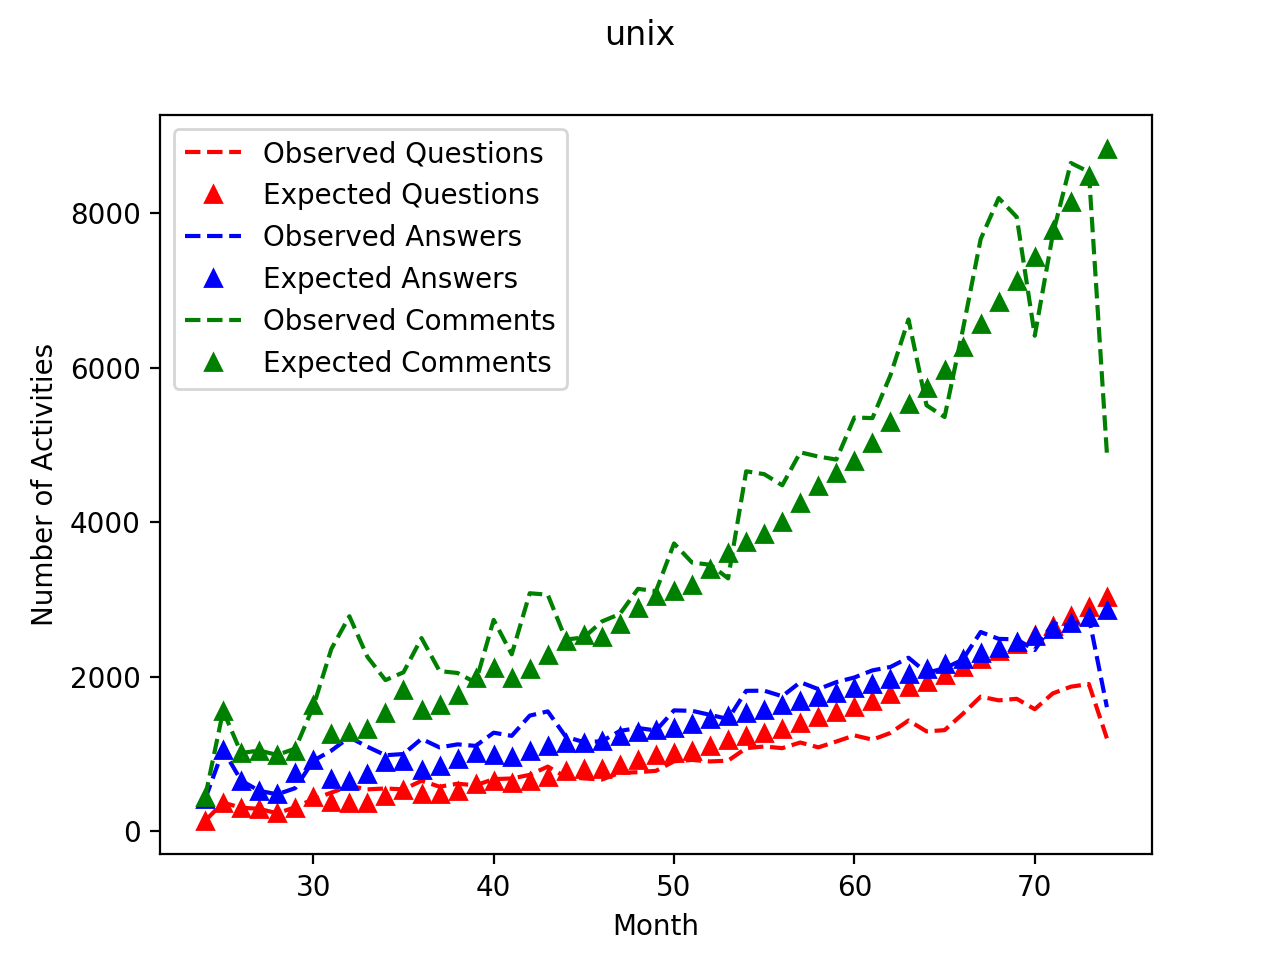 unix
Observed Questions
Expected Questions
Observed Answers
Expected Answers
Observed Comments
Expected Comments
Number of Activities
8000
6000
4000
2000
0
30 40 50 60 70
Month